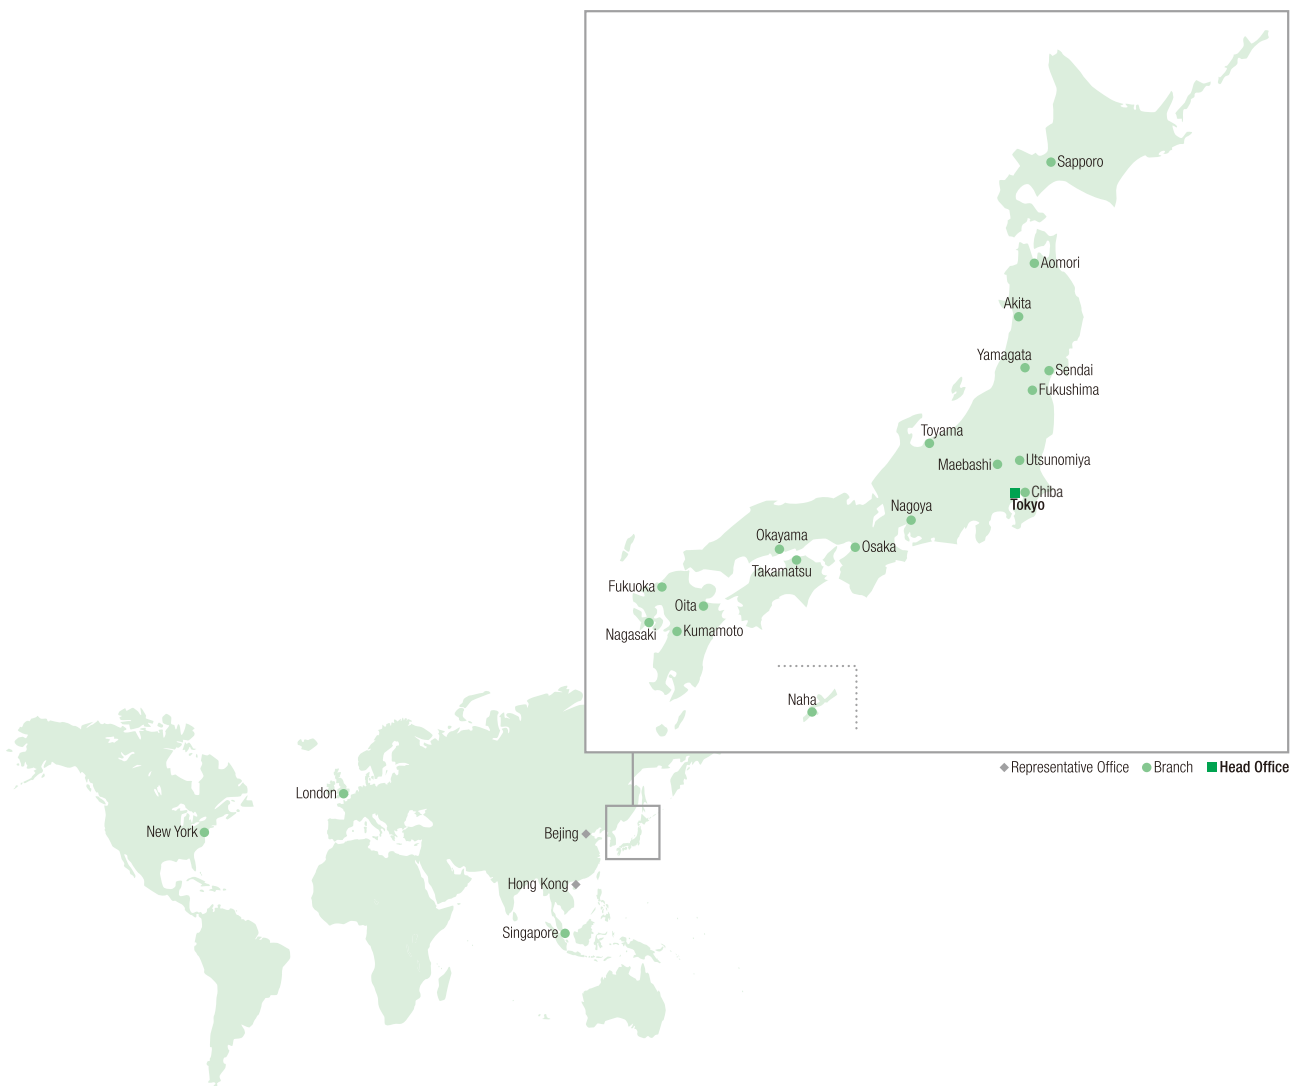 Sapporo
Aomori
Akita
Yamagata
Sendai
Fukushima
Toyama
Maebashi
Utsunomiya
Chiba
Tokyo
Nagoya
Okayama
Osaka
Takamatsu
Fukuoka
Oita
Nagasaki
Kumamoto
Naha
Representative Office
Branch
Head Office
London
New York
Bejing
Hong Kong
Singapore